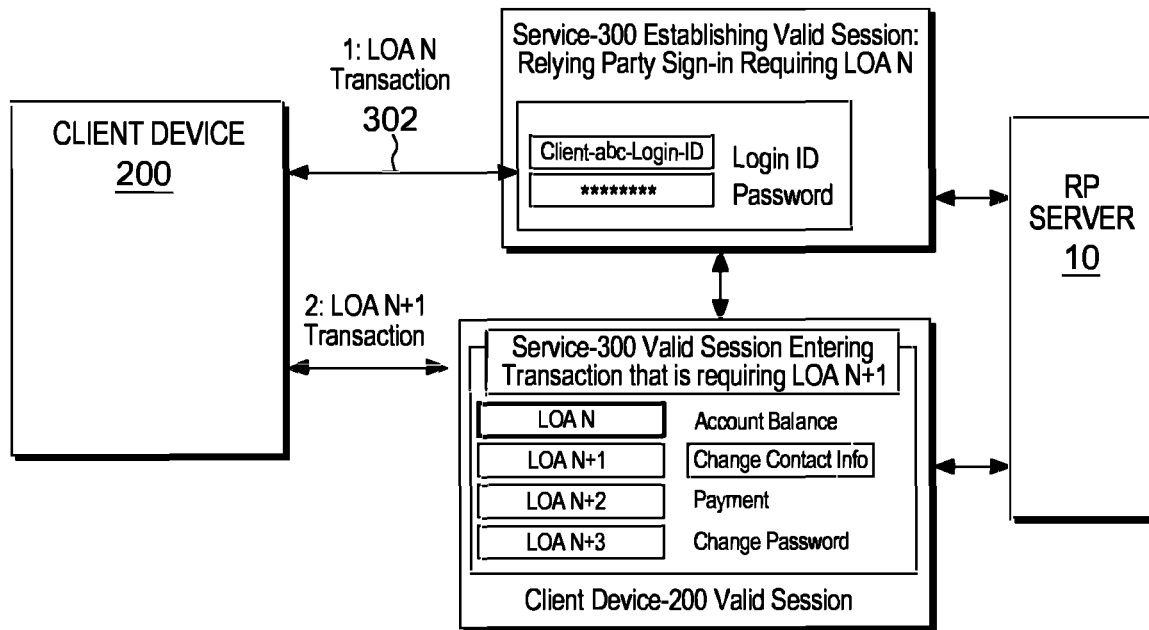 1: LOA N
Transaction
302
CLIENT DEVICE
200
2: LOA N+1
Transaction
Service-300 Establishing Valid Session:
Relying Party Sign-in Requiring LOA N
Client-abc-Login-ID Login ID
******** Password
RP
SERVER
10
Service-300 Valid Session Entering
Transaction that is requiring LOA N+1
LOA N Account Balance
LOA N+1 Change Contact Info
LOA N+2 Payment
LOA N+3 Change Password
Client Device-200 Valid Session